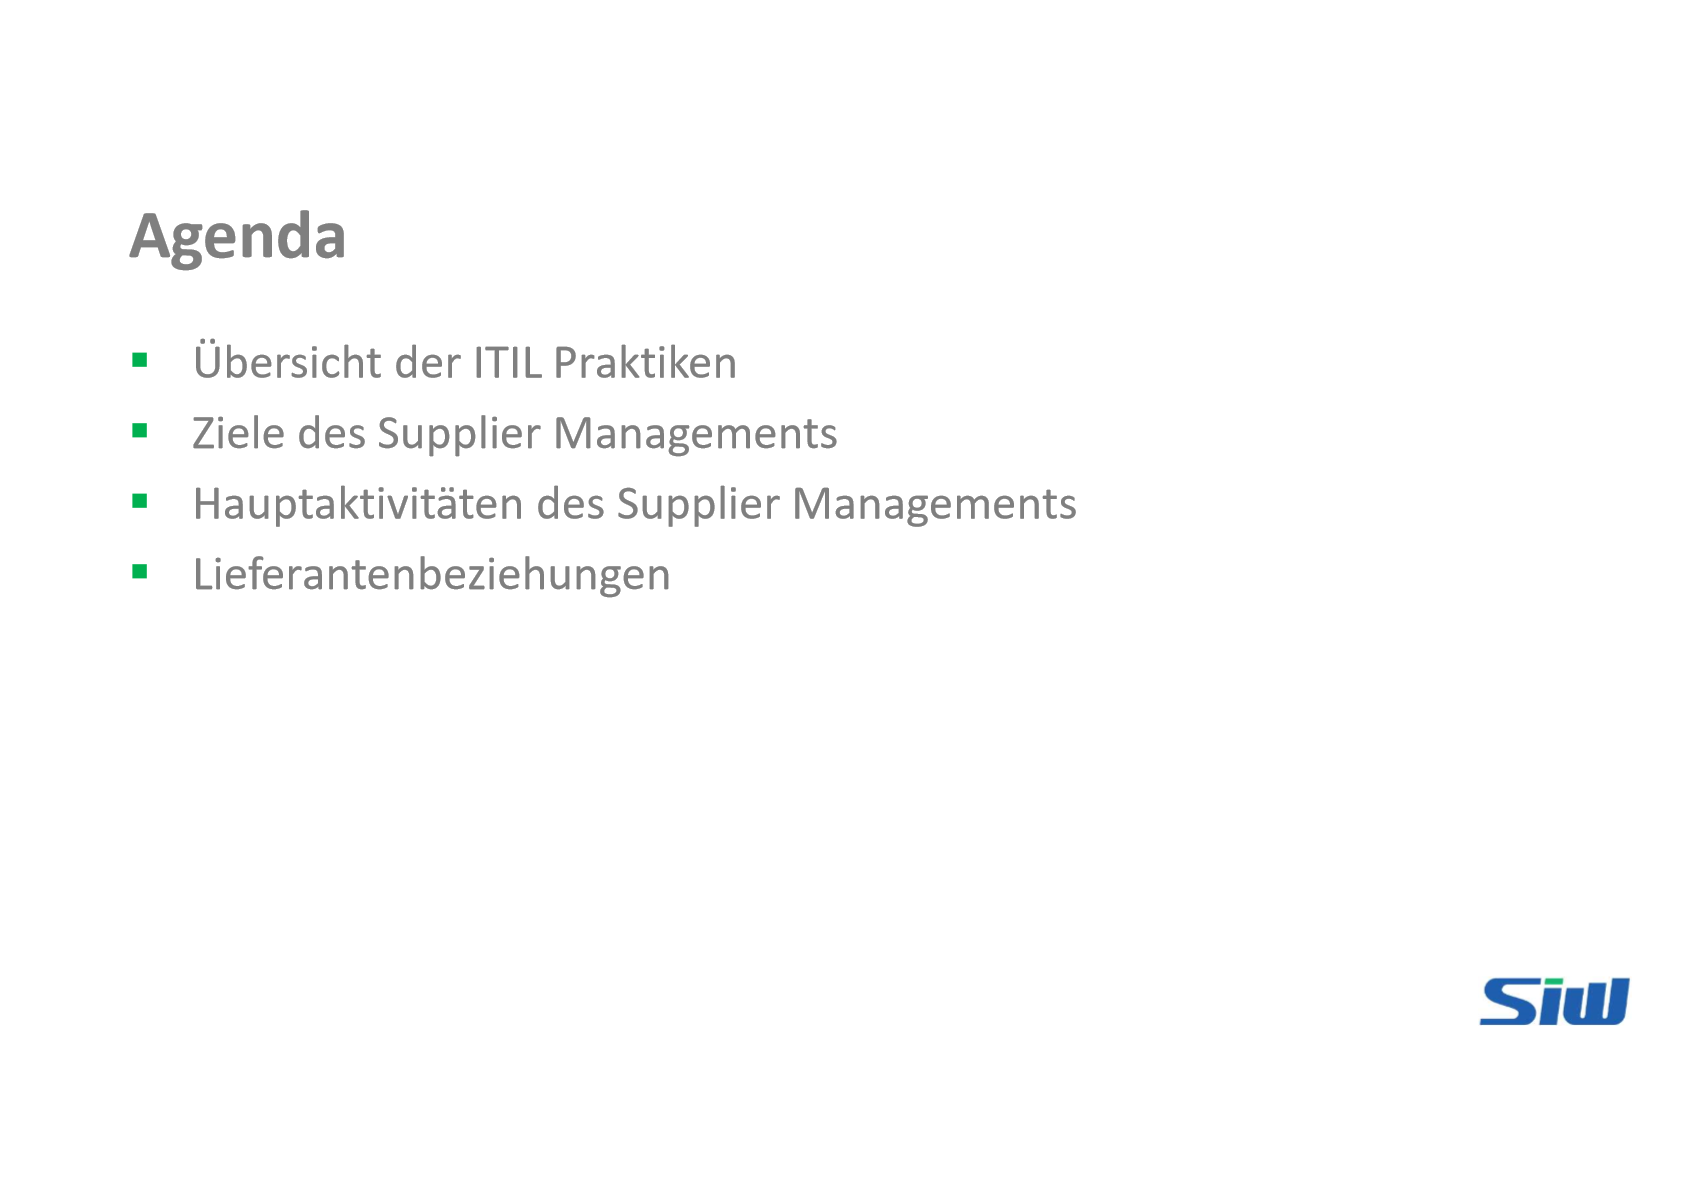 Agenda
Übersicht der ITIL Praktiken
Ziele des Supplier Managements
Hauptaktivitäten des Supplier Managements
Lieferantenbeziehungen
Siw